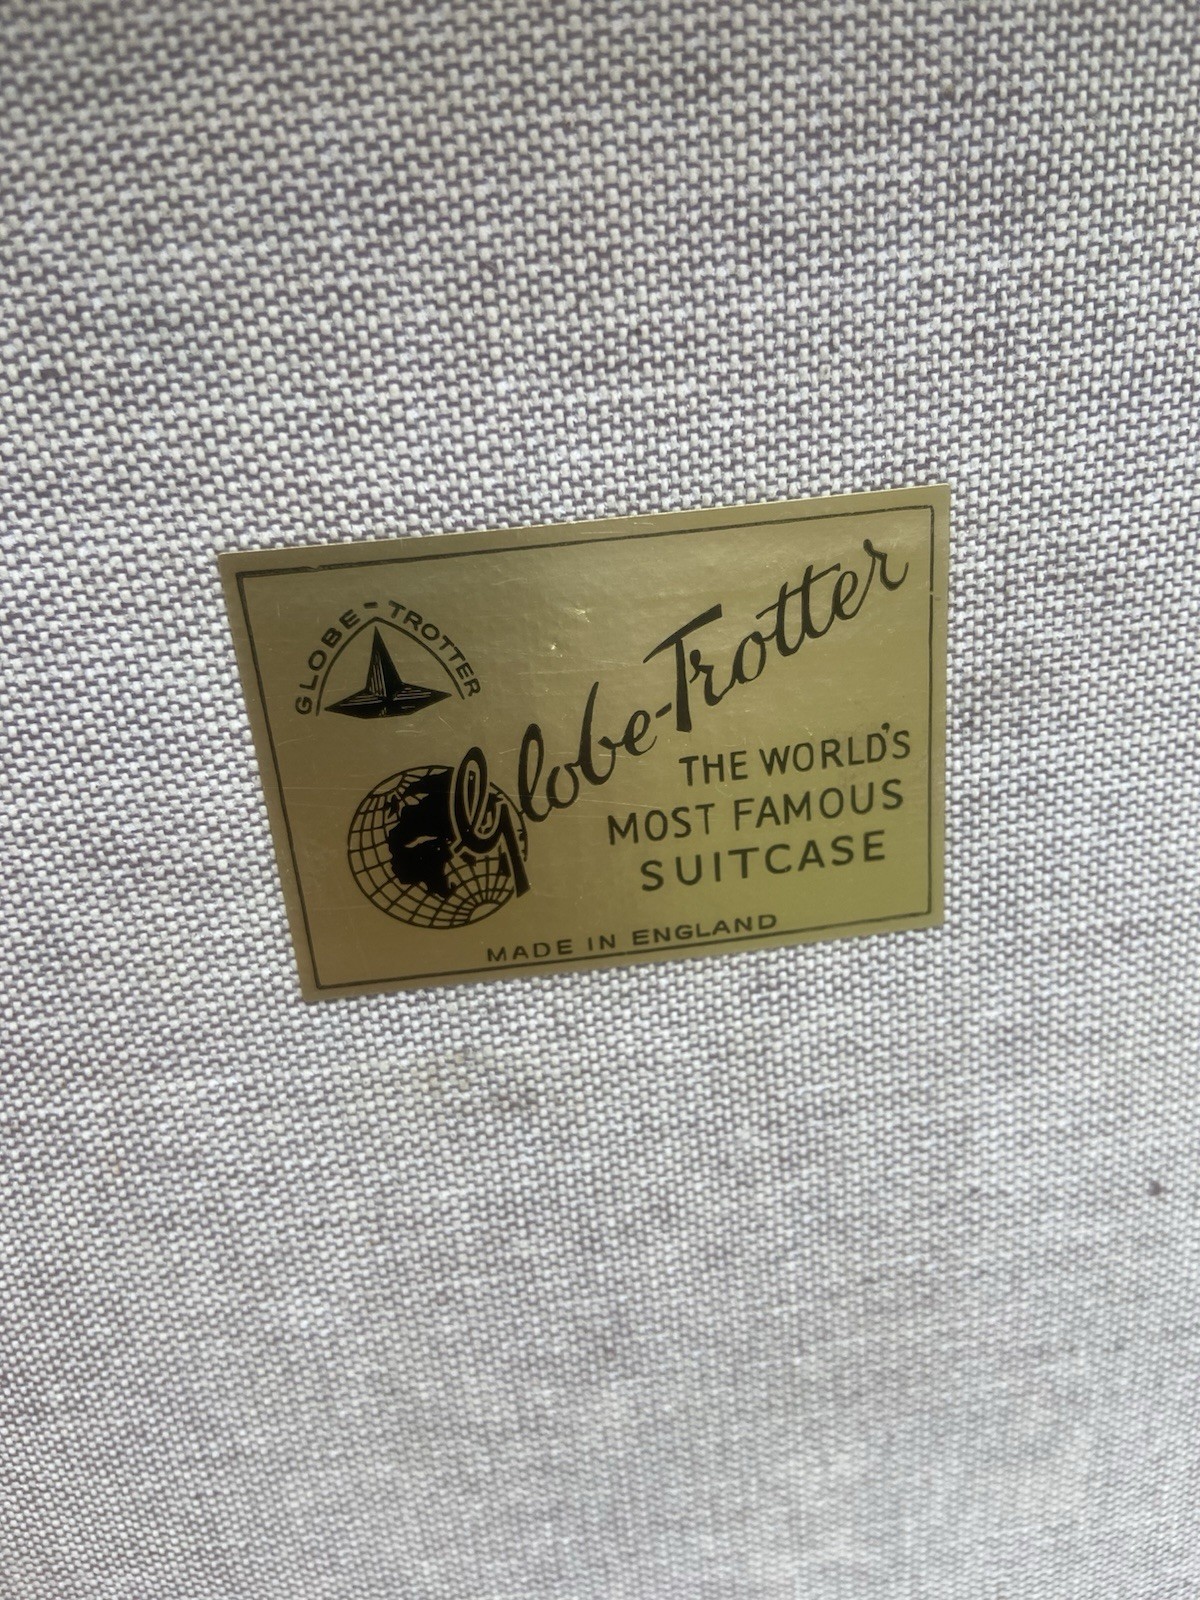 GLOBE-TROTTER
Globe-Trotter
THE WORLD'S
MOST FAMOUS
SUITCASE
MADE IN ENGLAND